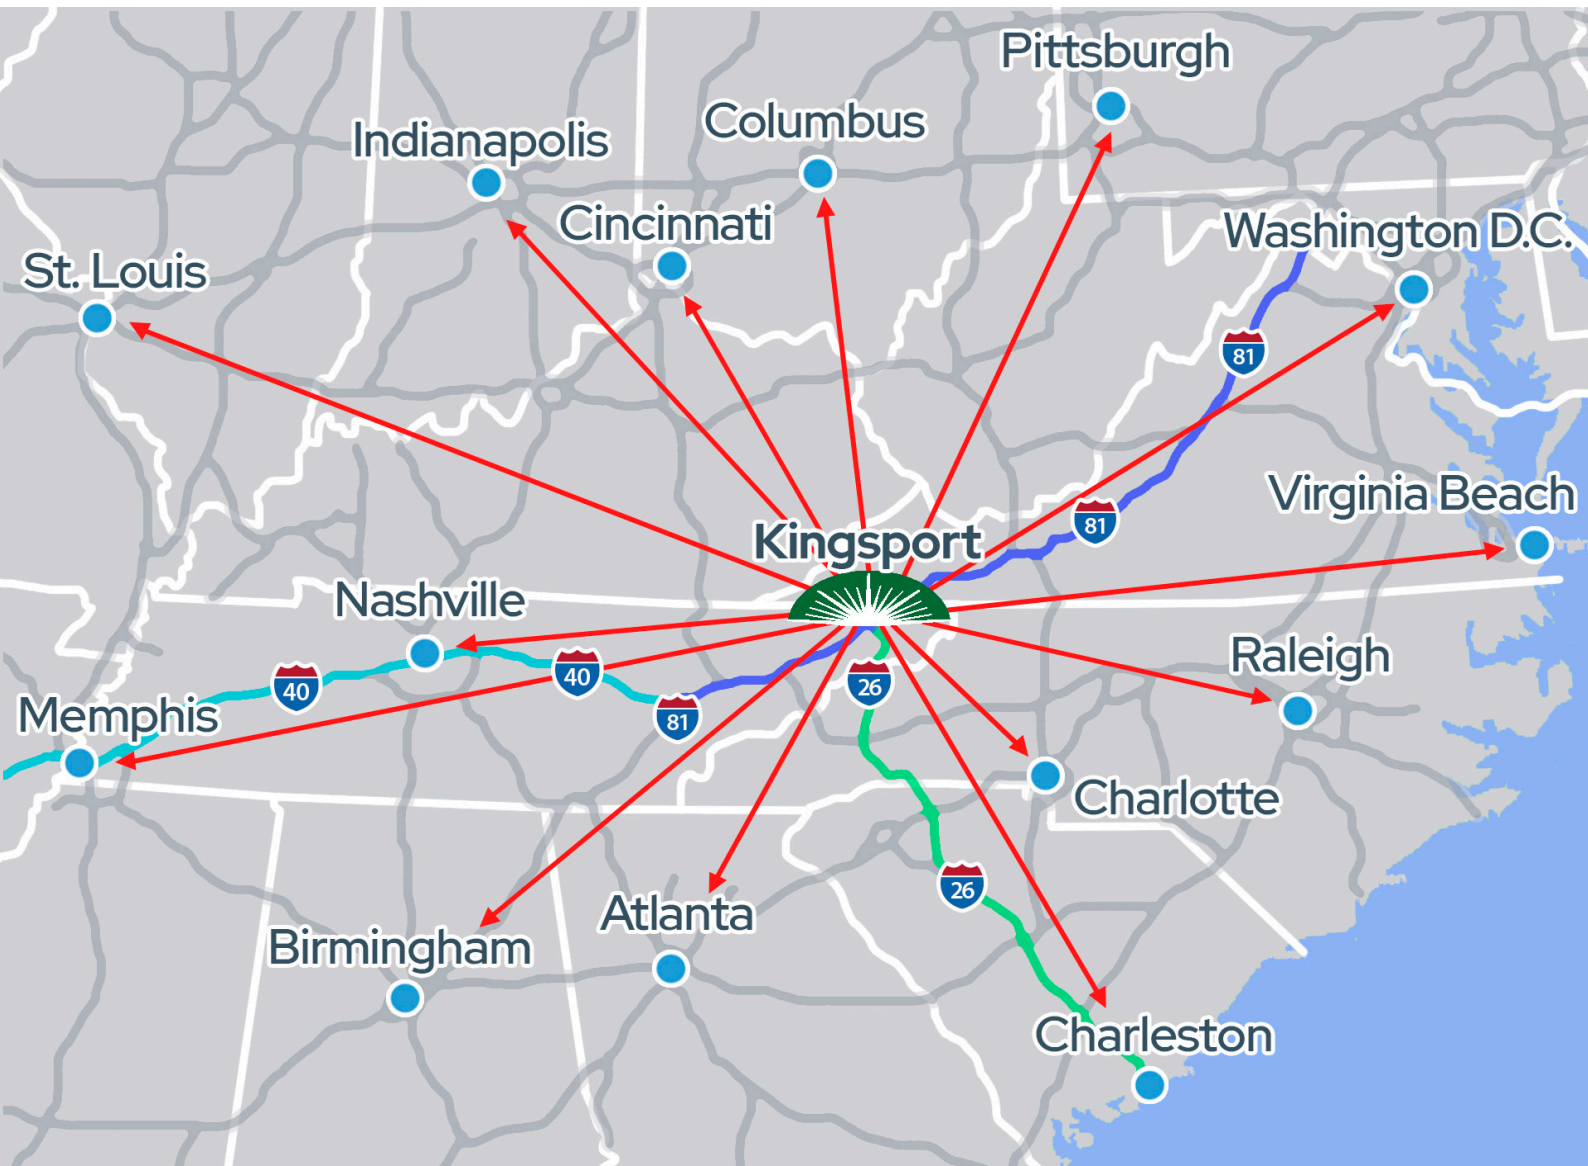 Pittsburgh
Columbus
Indianapolis
Cincinnati
Washington D.C.
St. Louis
81
Virginia Beach
81
Kingsport
Nashville
Raleigh
40
40
26
Memphis
81
Charlotte
26
Atlanta
Birmingham
Charleston